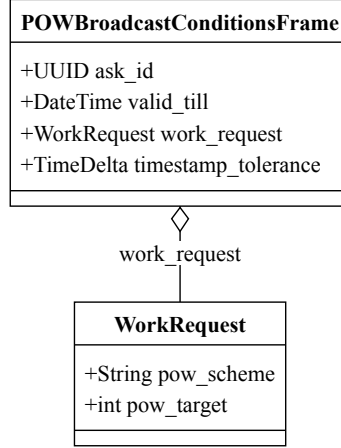 POWBroadcastConditionsFrame
+UUID ask_id
+DateTime valid_till
+WorkRequest work_request
+TimeDelta timestamp_tolerance
work_request
WorkRequest
+String pow_scheme
+int pow_target